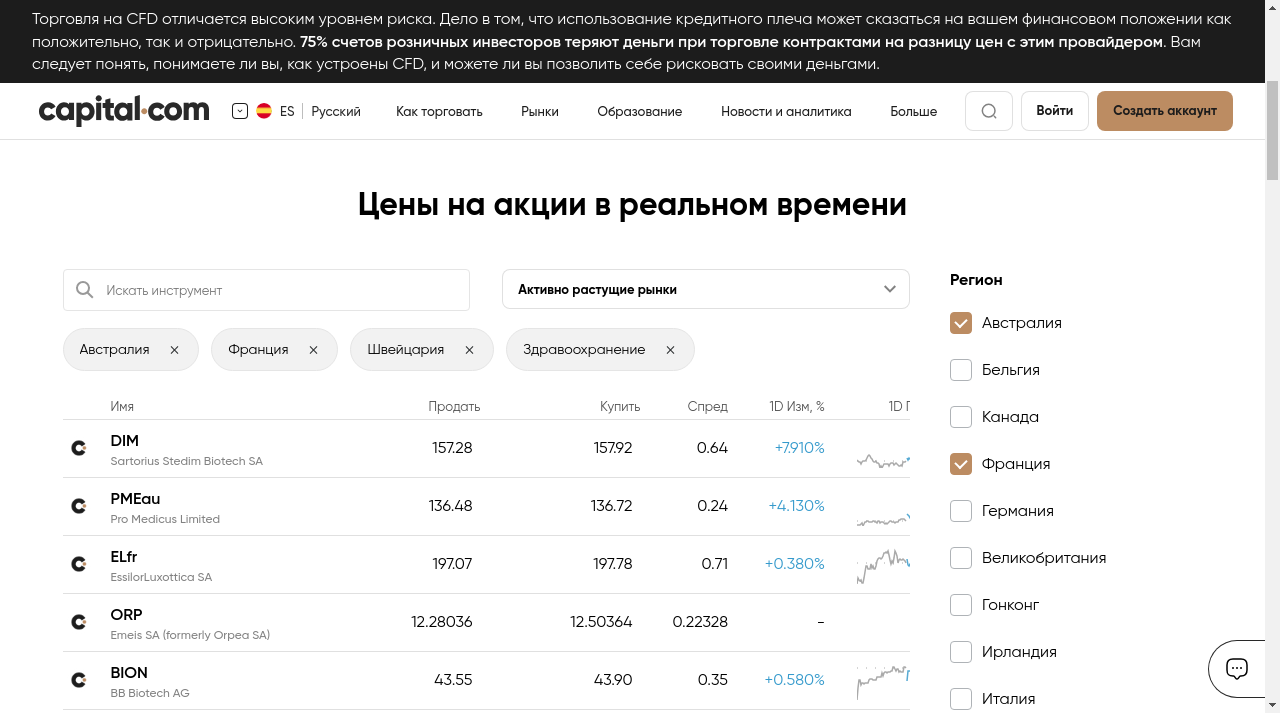 Торговля на CFD отличается высоким уровнем риска. Дело в том, что использование кредитного плеча может сказаться на вашем финансовом положении как
положительно, так и отрицательно. 75% счетов розничных инвесторов теряют деньги при торговле контрактами на разницу цен с этим провайдером. Вам
следует понять, понимаете ли вы, как устроены CFD, и можете ли вы позволить себе рисковать своими деньгами.
capital.com ES Русский Как торговать Рынки Образование Новости и аналитика Больше Войти Создать аккаунт
Цены на акции в реальном времени
Искать инструмент Активно растущие рынки
Австралия Франция Швейцария Здравоохранение
Имя Продать Купить Спред 1D Изм, %
DIM 157.28 157.92 0.64 +7.910%
Sartorius Stedim Biotech SA
PMEau 136.48 136.72 0.24 +4.130%
Pro Medicus Limited
ELfr 197.07 197.78 0.71 +0.380%
EssilorLuxottica SA
ORP 12.28036 12.50364 0.22328 -
Emeis SA (formerly Orpea SA)
BION 43.55 43.90 0.35 +0.580%
BB Biotech AG
Регион
Австралия
Бельгия
Канада
Франция
Германия
Великобритания
Гонконг
Ирландия
Италия